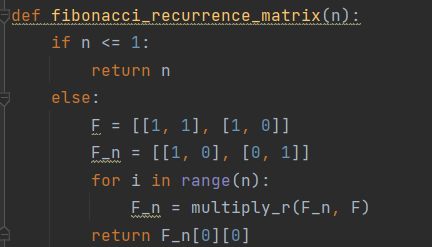 def fibonacci_recurrence_matrix(n):
    if n <= 1:
        return n
    else:
        F = [[1, 1], [1, 0]]
        F_n = [[1, 0], [0, 1]]
        for i in range(n):
            F_n = multiply_r(F_n, F)
        return F_n[0][0]